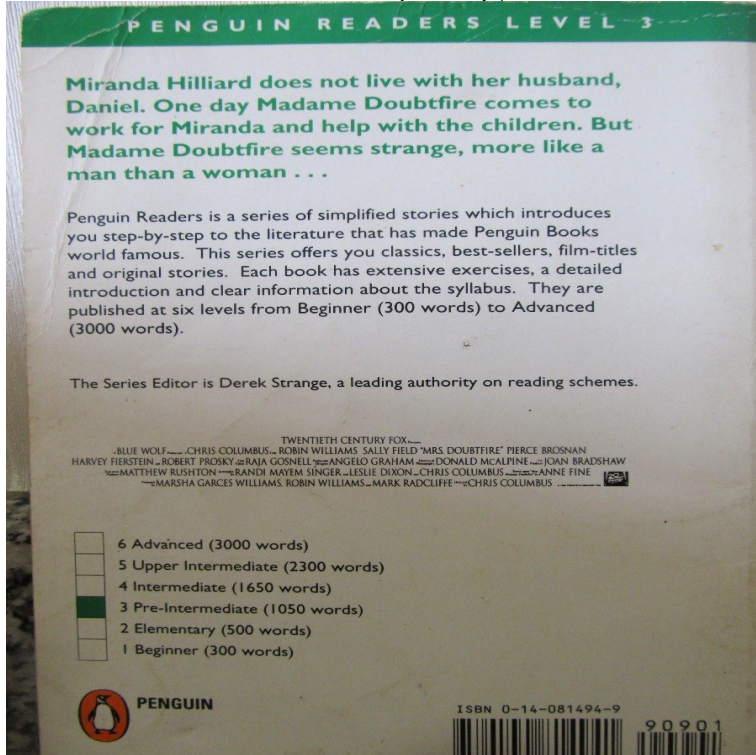 PENGUIN READERS LEVEL 3
Miranda Hilliard does not live with her husband,
Daniel. One day Madame Doubtfire comes to
work for Miranda and help with the children. But
Madame Doubtfire seems strange, more like a
man than a woman . . .
Penguin Readers is a series of simplified stories which introduces
you step-by-step to the literature that has made Penguin Books
world famous. This series offers you classics, best-sellers, film-titles
and original stories. Each book has extensive exercises, a detailed
introduction and clear information about the syllabus. They are
published at six levels from Beginner (300 words) to Advanced
(3000 words).
The Series Editor is Derek Strange, a leading authority on reading schemes.
TWENTIETH CENTURY FOX
BLUE WOLF CHRIS COLUMBUS ROBIN WILLIAMS SALLY FIELD "MRS. DOUBTFIRE" PIERCE BROSNAN
HARVEY FIERSTEIN ROBERT PROSKY RAJA GOSNELL ANGELO GRAHAM DONALD MCALPINE JOAN BRADSHAW
MATTHEW RUSHTON RANDI MAYEM SINGER LESLIE DIXON CHRIS COLUMBUS ANNE FINE
MARSHA GARCES WILLIAMS, ROBIN WILLIAMS MARK RADCLIFFE CHRIS COLUMBUS
6 Advanced (3000 words)
5 Upper Intermediate (2300 words)
4 Intermediate (1650 words)
3 Pre-Intermediate (1050 words)
2 Elementary (500 words)
1 Beginner (300 words)
PENGUIN
ISBN 0-14-081494-9
90901